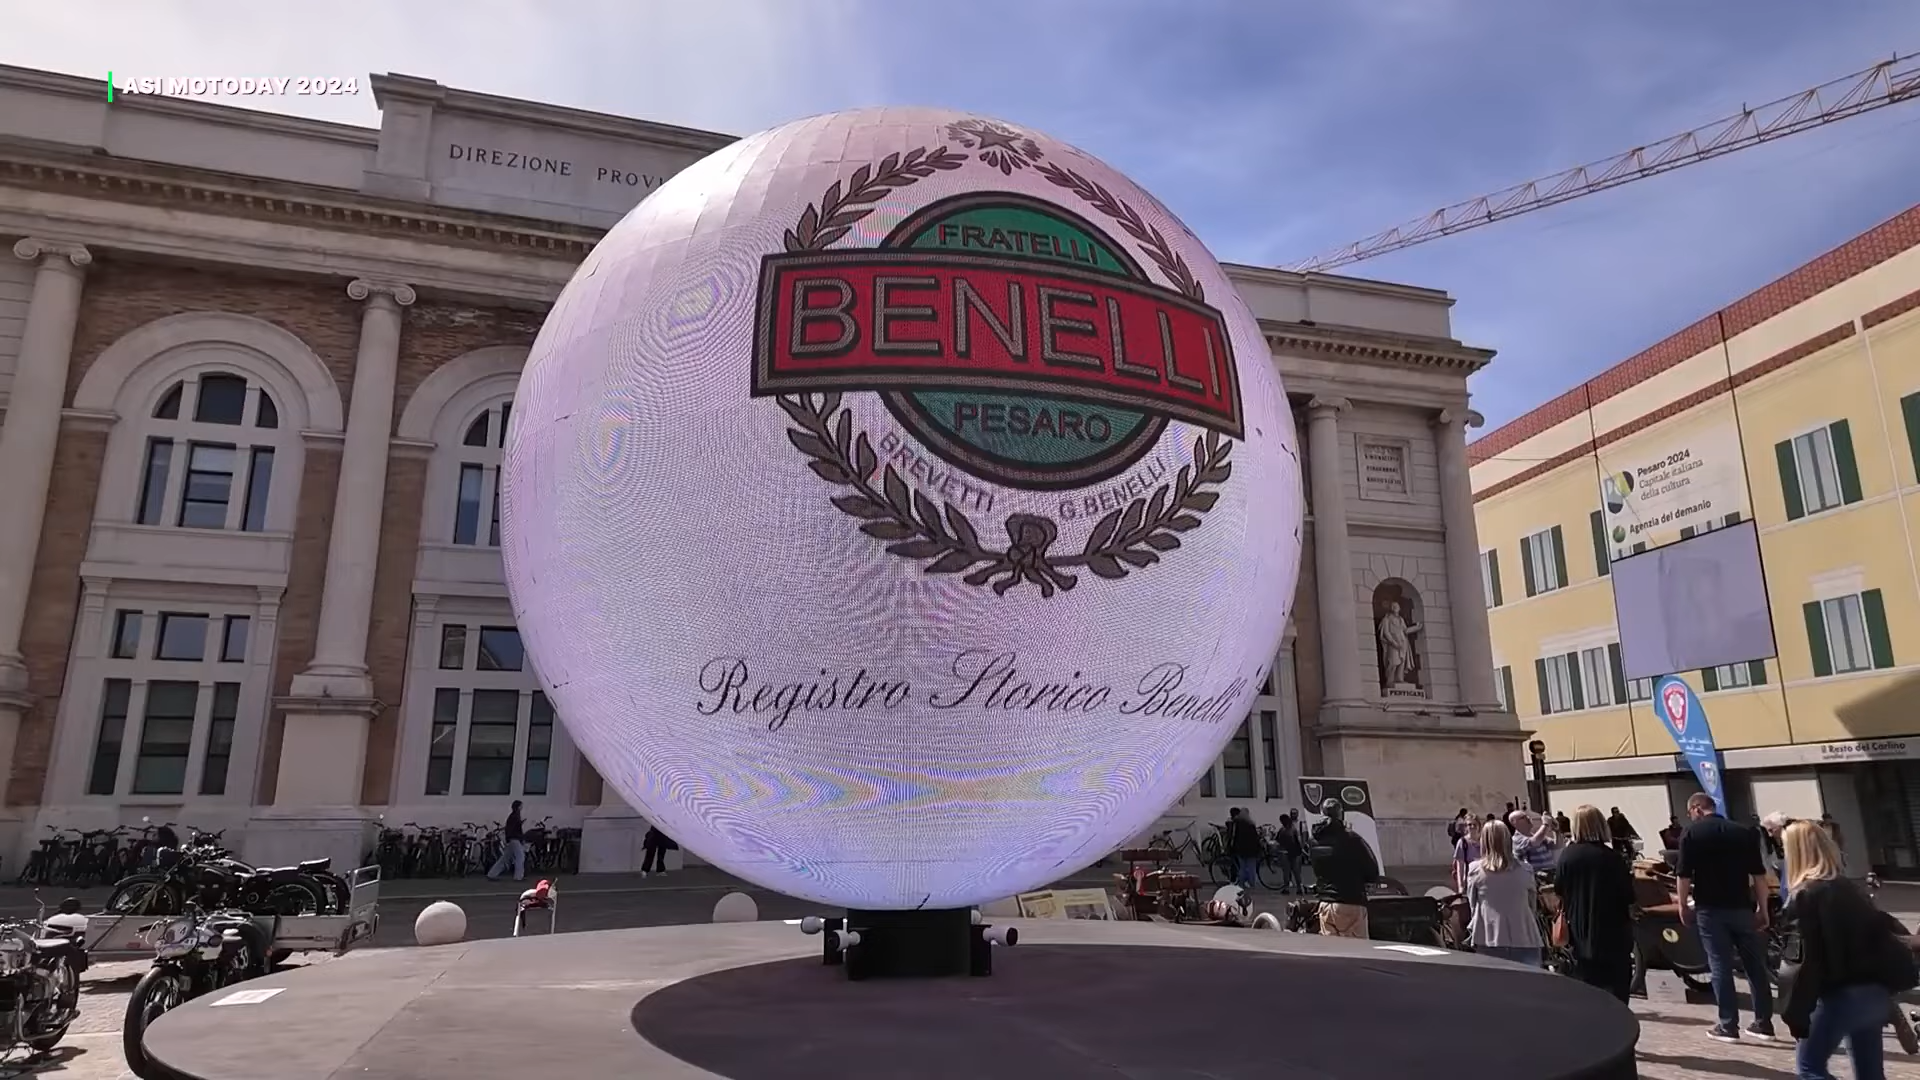 ASI MOTODAY 2024
DIREZIONE PROVI
FRATELLI
BENELLI
PESARO
BREVETTI G.BENELLI
Registro Storico Benelli
Pesaro 2024
Capitale italiana
della cultura
Agenzia del demanio
il Resto del Carlino
PERTICARI